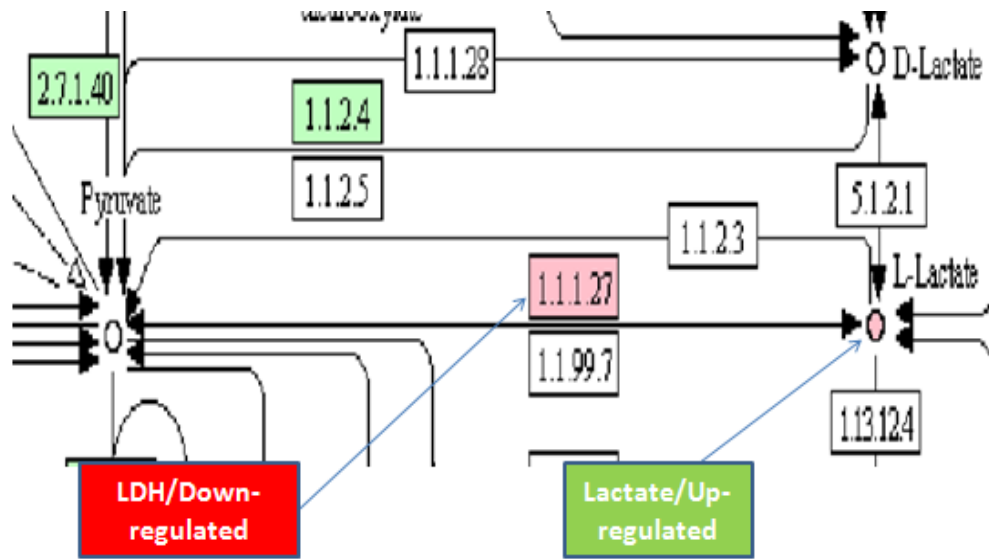 1.1.1.28
D-Lactate
2.7.1.40
1.1.2.4
1.1.2.5
Pyruvate
5.1.2.1
1.1.2.3
L-Lactate
1.1.1.27
1.1.99.7
1.13.12.4
LDH/Down-
regulated
Lactate/Up-
regulated